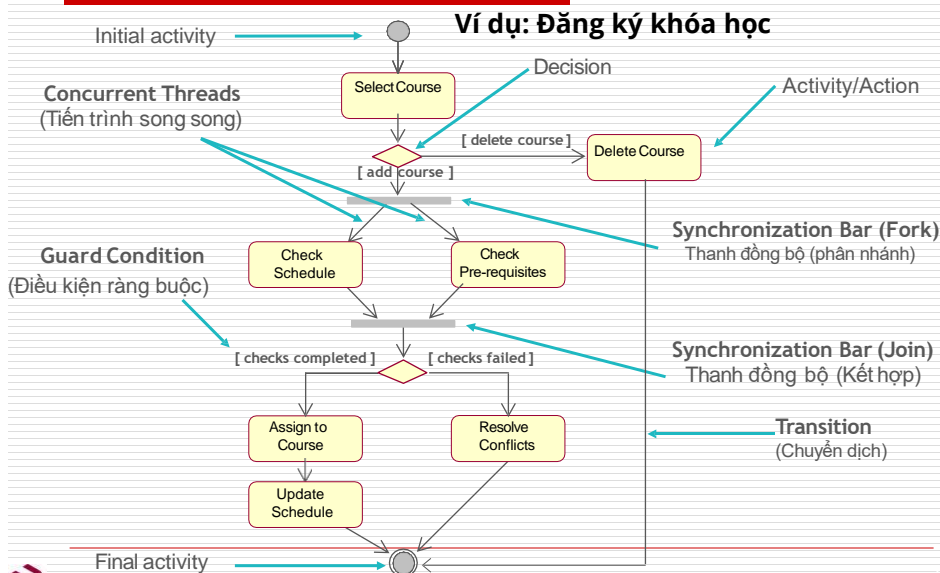 Ví dụ: Đăng ký khóa học
Initial activity
Decision
Select Course
Activity/Action
Concurrent Threads
(Tiến trình song song)
[ delete course ]
Delete Course
[ add course ]
Synchronization Bar (Fork)
Thanh đồng bộ (phân nhánh)
Guard Condition
(Điều kiện ràng buộc)
Check
Schedule
Check
Pre-requisites
[ checks completed ]
[ checks failed ]
Synchronization Bar (Join)
Thanh đồng bộ (Kết hợp)
Assign to
Course
Resolve
Conflicts
Transition
(Chuyển dịch)
Update
Schedule
Final activity